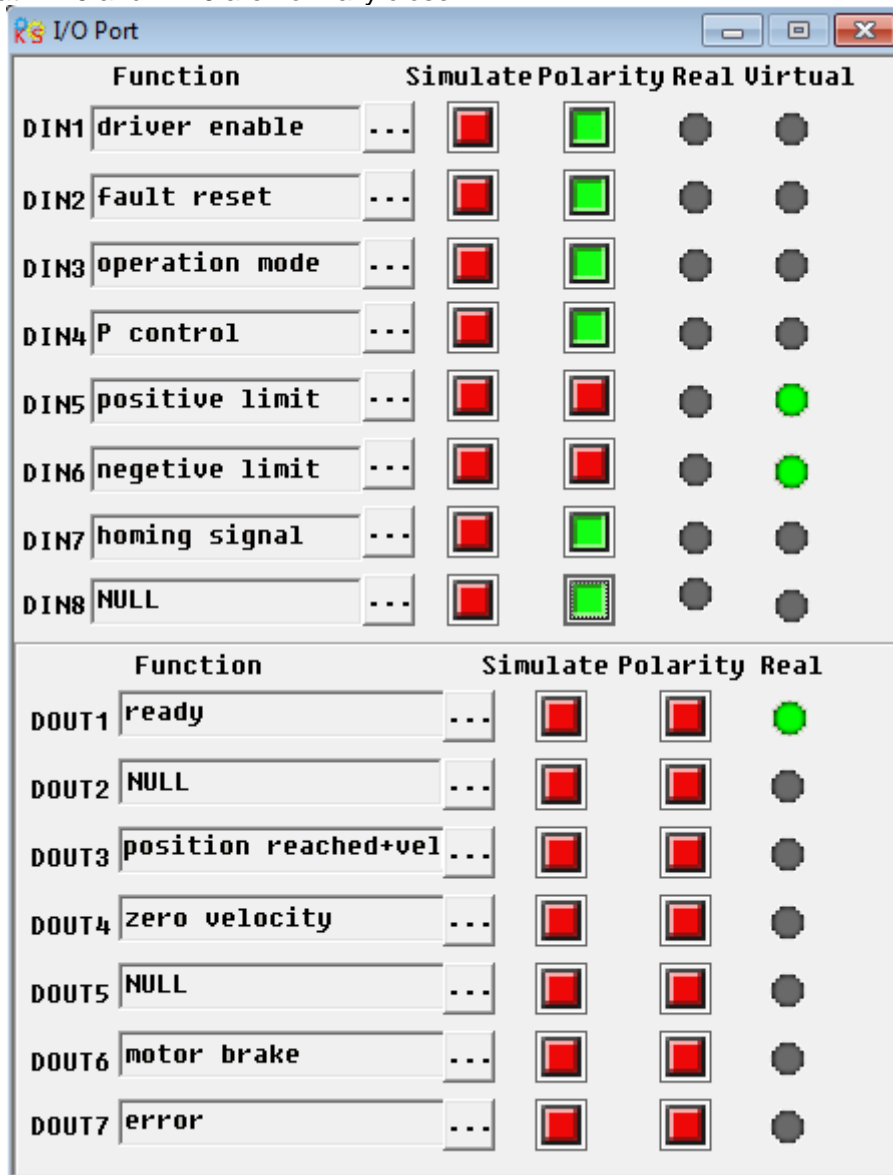 I/O Port
Function Simulate Polarity Real Virtual
DIN1 driver enable ...
DIN2 fault reset ...
DIN3 operation mode ...
DIN4 P control ...
DIN5 positive limit ...
DIN6 negetive limit ...
DIN7 homing signal ...
DIN8 NULL ...
Function Simulate Polarity Real
DOUT1 ready ...
DOUT2 NULL ...
DOUT3 position reached+vel ...
DOUT4 zero velocity ...
DOUT5 NULL ...
DOUT6 motor brake ...
DOUT7 error ...